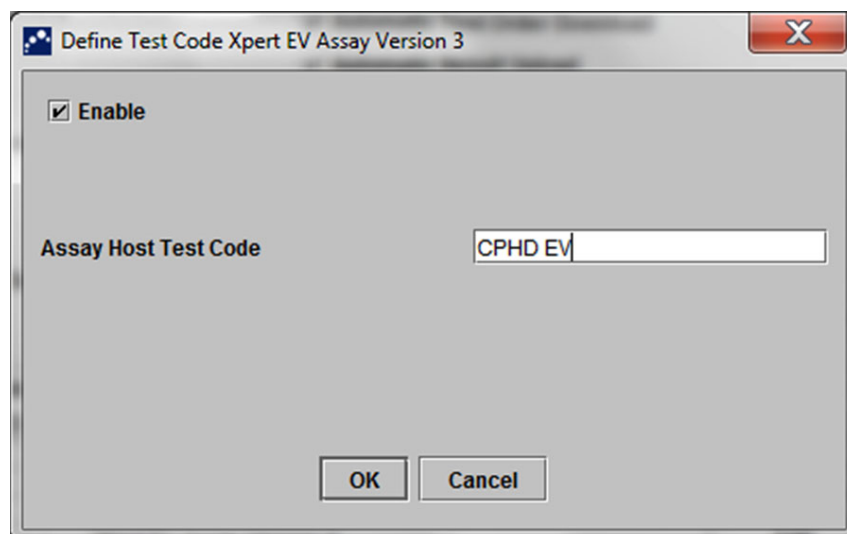 Define Test Code Xpert EV Assay Version 3
Enable
Assay Host Test Code
CPHD EV
OK
Cancel